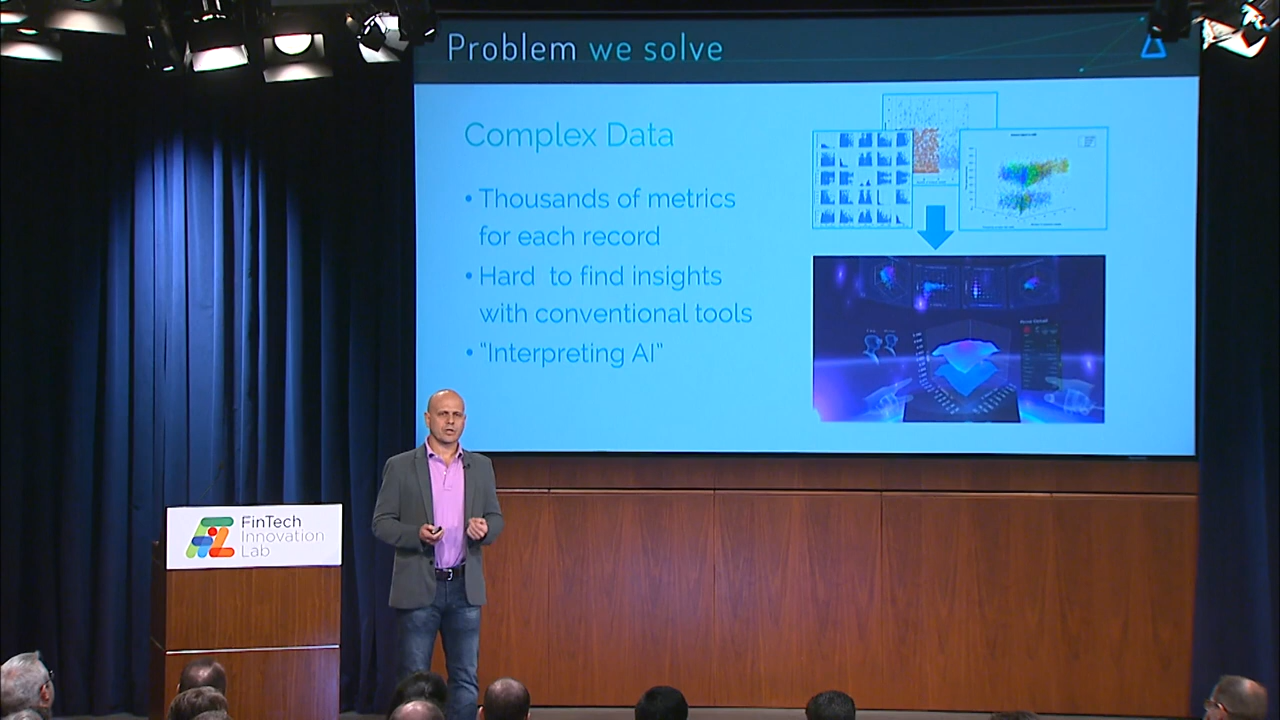 Problem we solve
Complex Data
• Thousands of metrics
for each record
• Hard to find insights
with conventional tools
• “Interpreting AI”
FinTech
Innovation
Lab